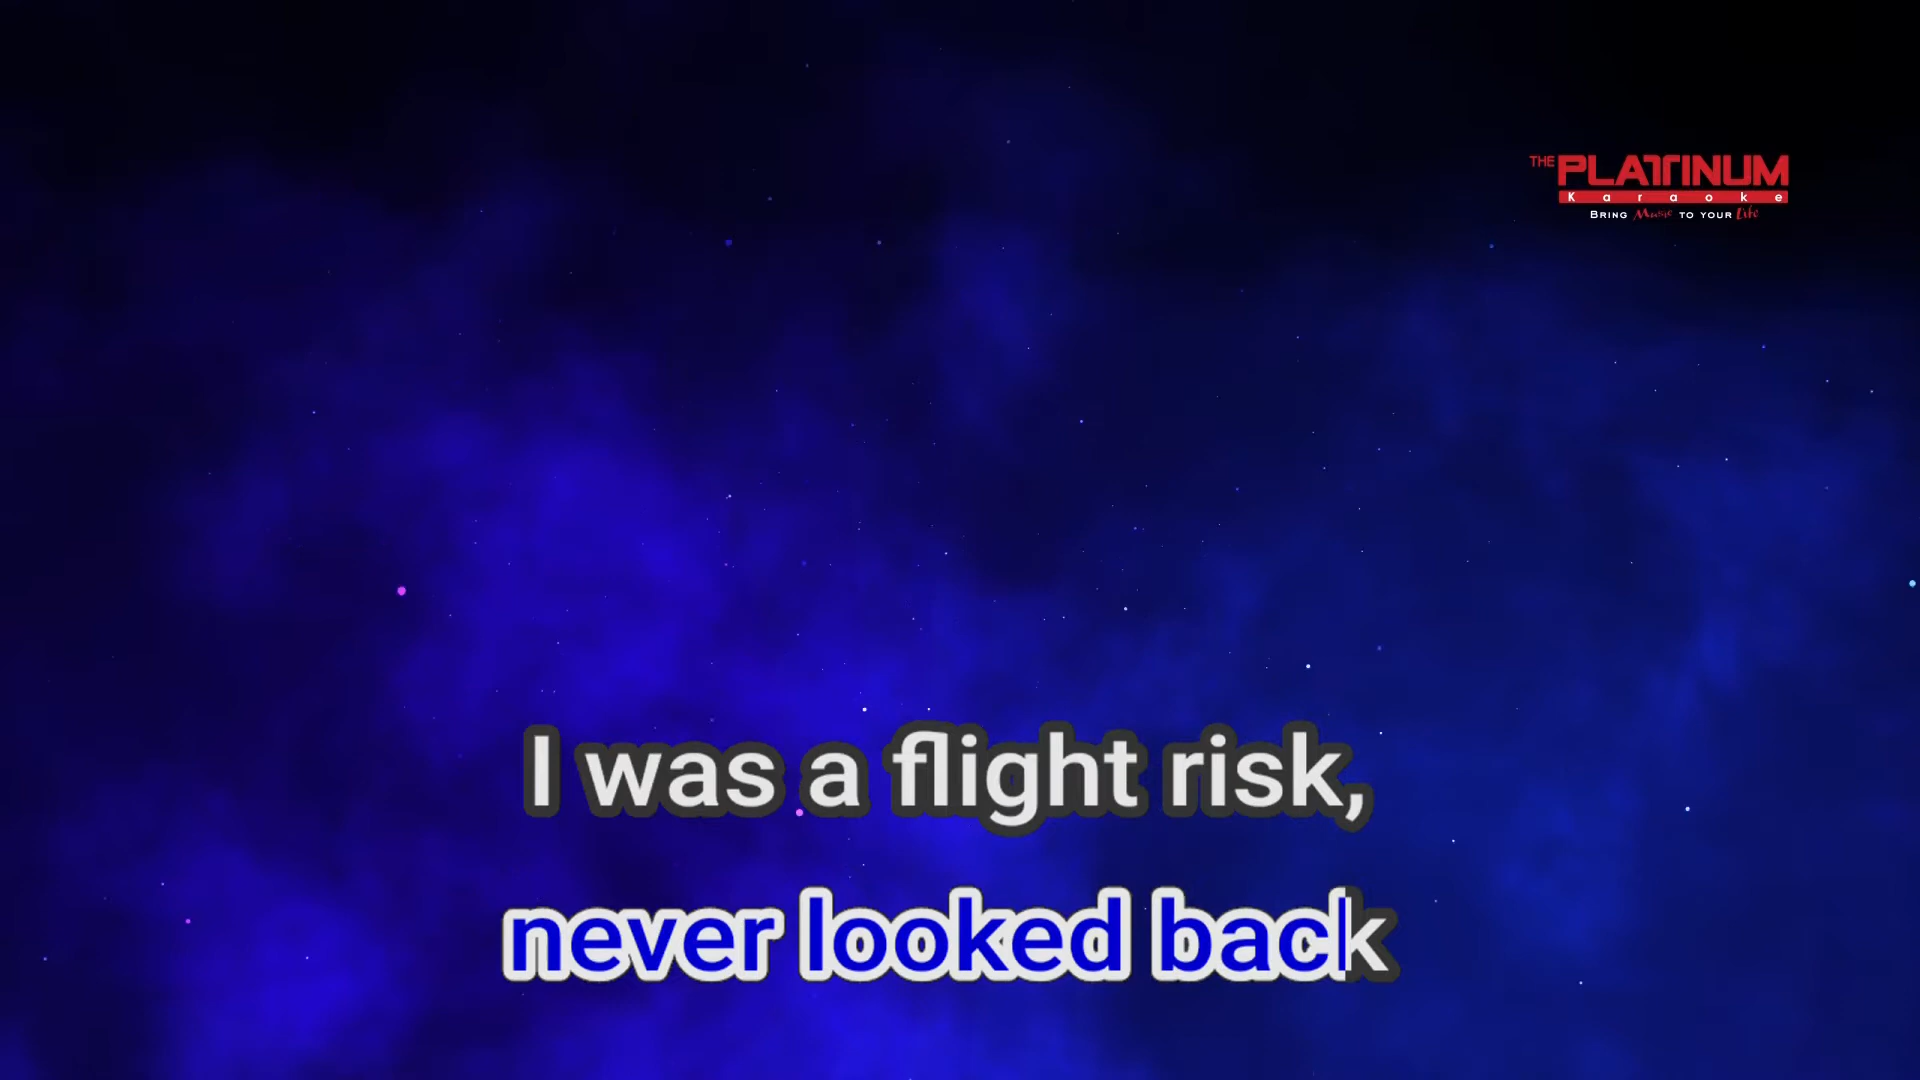 THE PLATINUM
Karaoke
BRING Music TO YOUR Life
I was a flight risk,
never looked back